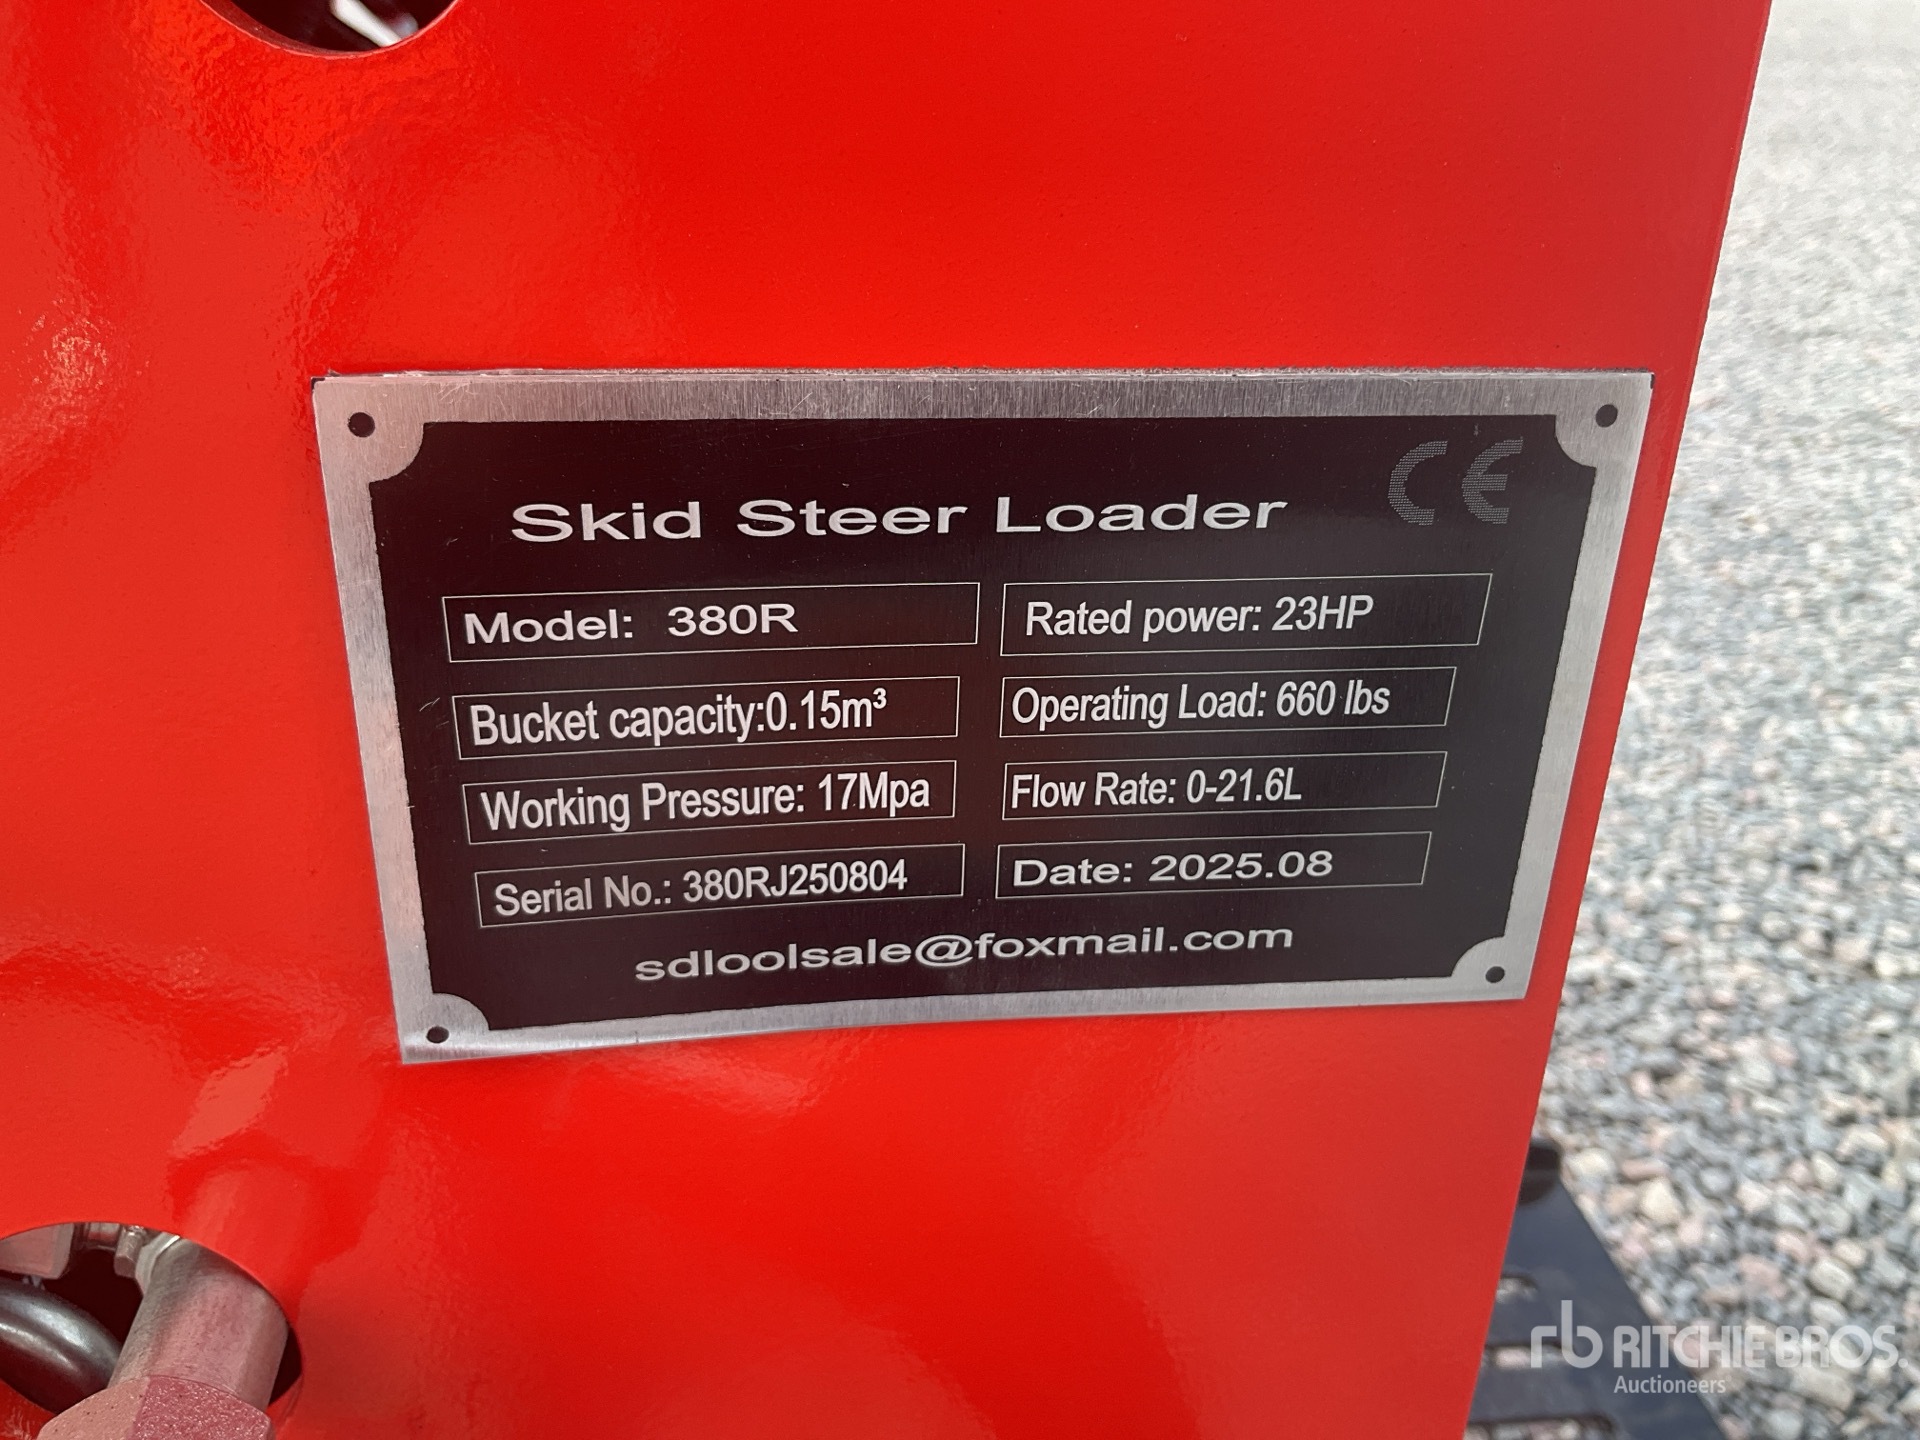 CE
Skid Steer Loader
Model: 380R
Rated power: 23HP
Bucket capacity:0.15m³
Operating Load: 660 lbs
Working Pressure: 17Mpa
Flow Rate: 0-21.6L
Serial No.: 380RJ250804
Date: 2025.08
sdloolsale@foxmail.com
rb RITCHIE BROS.
Auctioneers